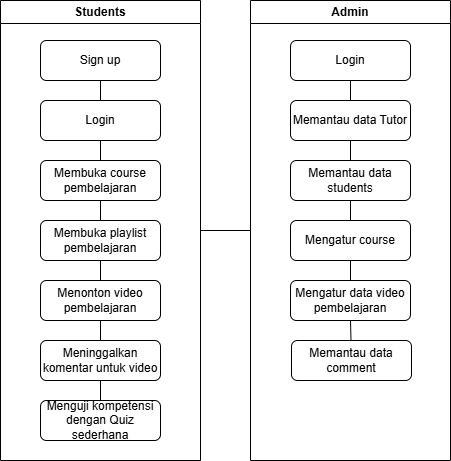 Students
Sign up
Login
Membuka course
pembelajaran
Membuka playlist
pembelajaran
Menonton video
pembelajaran
Meninggalkan
komentar untuk video
Menguji kompetensi
dengan Quiz
sederhana
Admin
Login
Memantau data Tutor
Memantau data
students
Mengatur course
Mengatur data video
pembelajaran
Memantau data
comment